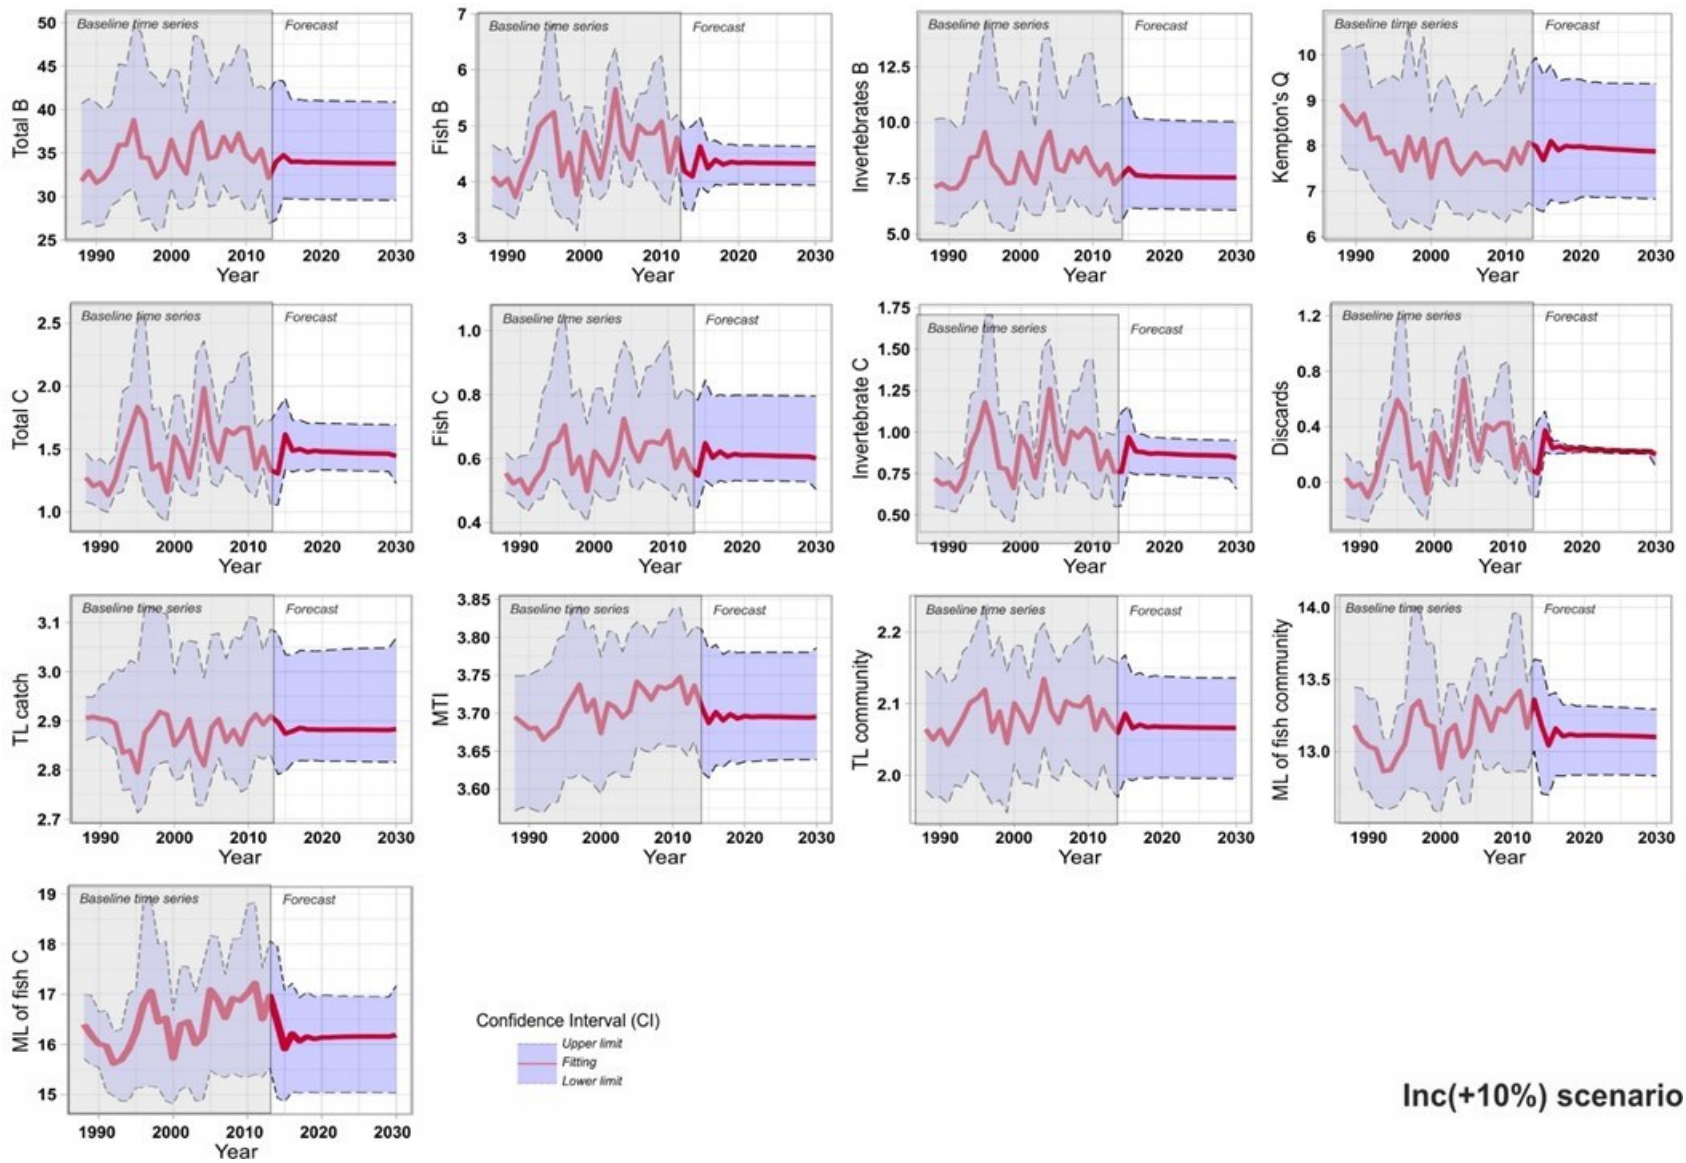 Total B
50
45
40
35
30
25
Baseline time series Forecast
1990 2000 2010 2020 2030
Year
Fish B
7
6
5
4
3
Baseline time series Forecast
1990 2000 2010 2020 2030
Year
Invertebrates B
12.5
10.0
7.5
5.0
Baseline time series Forecast
1990 2000 2010 2020 2030
Year
Kempton's Q
10
9
8
7
6
Baseline time series Forecast
1990 2000 2010 2020 2030
Year
Total C
2.5
2.0
1.5
1.0
Baseline time series Forecast
1990 2000 2010 2020 2030
Year
Fish C
1.0
0.8
0.6
0.4
Baseline time series Forecast
1990 2000 2010 2020 2030
Year
Invertebrate C
1.75
1.50
1.25
1.00
0.75
0.50
Baseline time series Forecast
1990 2000 2010 2020 2030
Year
Discards
1.2
0.8
0.4
0.0
Baseline time series Forecast
1990 2000 2010 2020 2030
Year
TL catch
3.1
3.0
2.9
2.8
2.7
Baseline time series Forecast
1990 2000 2010 2020 2030
Year
MTI
3.85
3.80
3.75
3.70
3.65
3.60
Baseline time series Forecast
1990 2000 2010 2020 2030
Year
TL community
2.2
2.1
2.0
Baseline time series Forecast
1990 2000 2010 2020 2030
Year
ML of fish community
14.0
13.5
13.0
Baseline time series Forecast
1990 2000 2010 2020 2030
Year
ML of fish C
19
18
17
16
15
Baseline time series Forecast
1990 2000 2010 2020 2030
Year
Confidence Interval (CI)
Upper limit
Fitting
Lower limit
Inc(+10%) scenario